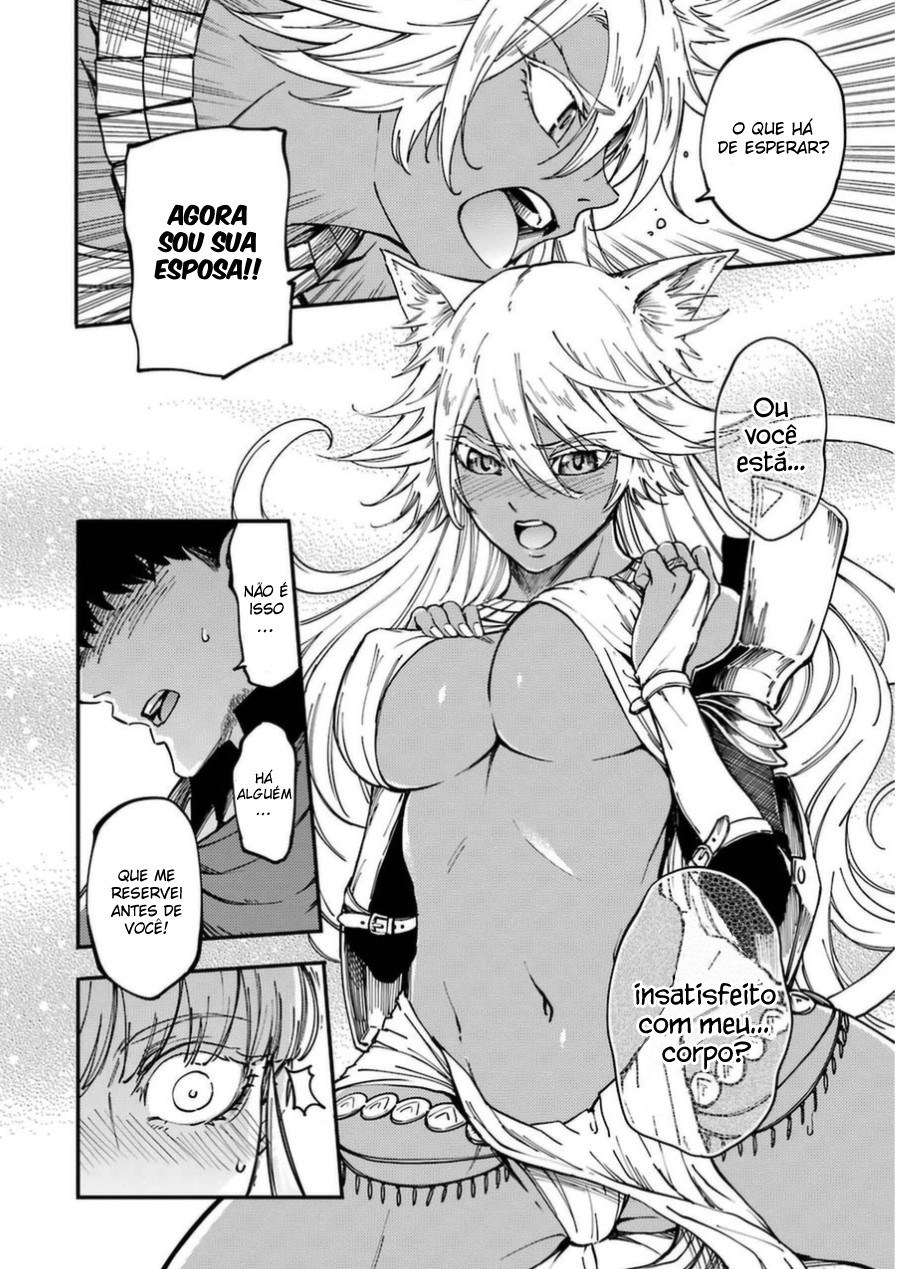 O QUE HÁ
DE ESPERAR?
AGORA
SOU SUA
ESPOSA!!
Ou
você
está...
insatisfeito
com meu...
corpo?
NÃO É
ISSO
...
HÁ
ALGUÉM
...
QUE ME
RESERVEI
ANTES DE
VOCÊ!